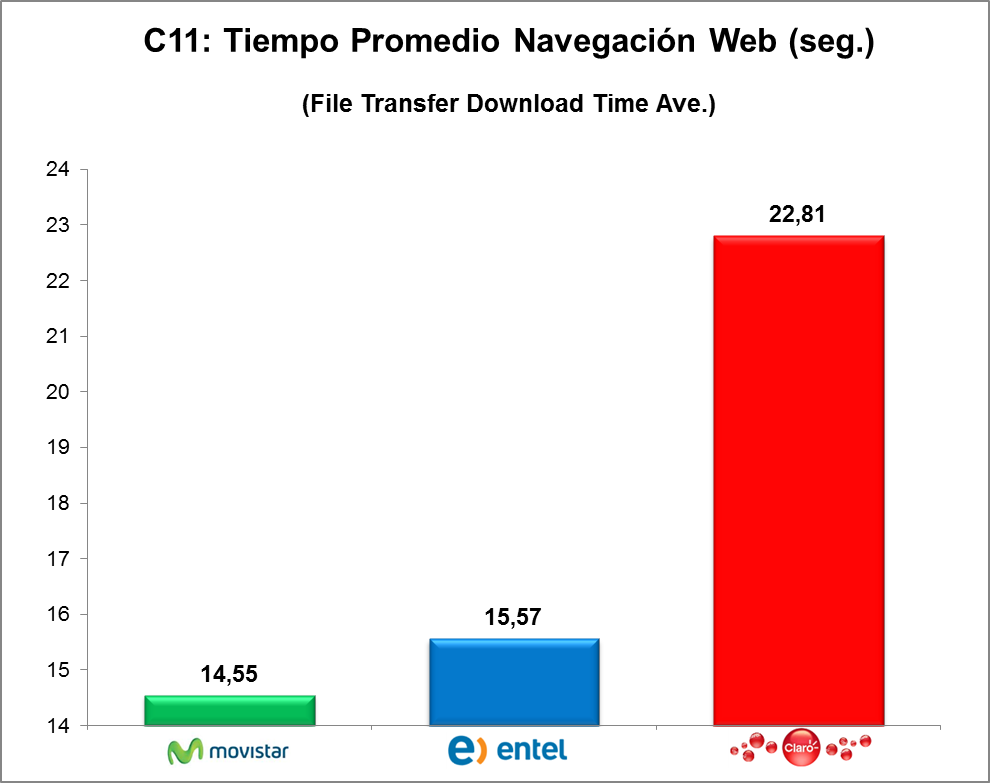 C11: Tiempo Promedio Navegación Web (seg.)
(File Transfer Download Time Ave.)
24
23
22
21
20
19
18
17
16
15
14
22,81
15,57
14,55
movistar
entel
Claro